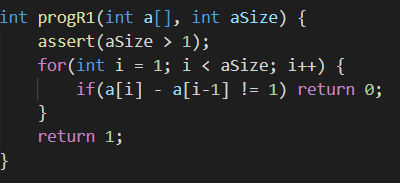 int progR1(int a[], int aSize) {
    assert(aSize > 1);
    for(int i = 1; i < aSize; i++) {
        if(a[i] - a[i-1] != 1) return 0;
    }
    return 1;
}